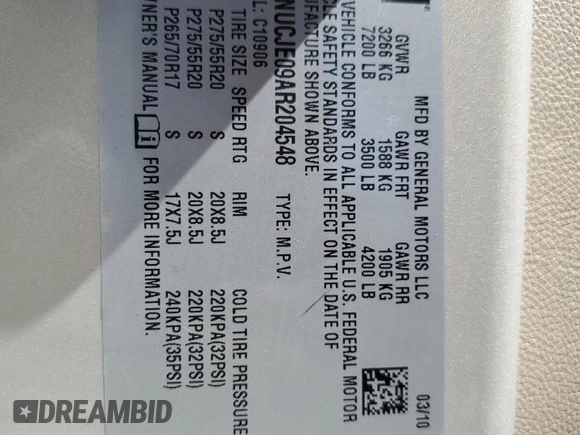 MFD BY GENERAL MOTORS LLC 03/10
GVWR GAWR FRT GAWR RR
3266 KG 1588 KG 1905 KG
7200 LB 3500 LB 4200 LB
VEHICLE CONFORMS TO ALL APPLICABLE U.S. FEDERAL MOTOR
LE SAFETY STANDARDS IN EFFECT ON THE DATE OF
UFACTURE SHOWN ABOVE.
NUCJE09AR204548 TYPE: M.P.V.
L: C10906
TIRE SIZE SPEED RTG RIM COLD TIRE PRESSURE
P275/55R20 S 20X8.5J 220KPA(32PSI)
P275/55R20 S 20X8.5J 220KPA(32PSI)
P265/70R17 S 17X7.5J 240KPA(35PSI)
NER'S MANUAL i FOR MORE INFORMATION.
DREAMBID